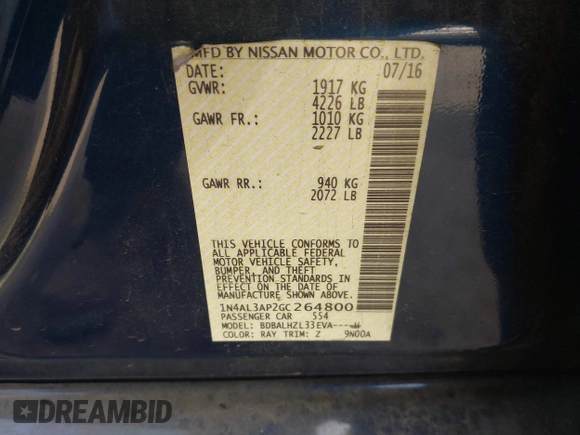 MFD BY NISSAN MOTOR CO., LTD.
DATE: 07/16
GVWR: 1917 KG
4226 LB
GAWR FR.: 1010 KG
2227 LB
GAWR RR.: 940 KG
2072 LB
THIS VEHICLE CONFORMS TO
ALL APPLICABLE FEDERAL
MOTOR VEHICLE SAFETY,
BUMPER, AND THEFT
PREVENTION STANDARDS IN
EFFECT ON THE DATE OF
MANUFACTURE SHOWN ABOVE.
1N4AL3AP2GC264800
PASSENGER CAR 554
MODEL: BDBALHZL33EVA----
COLOR: RAY TRIM: Z 9N00A
DREAMBID